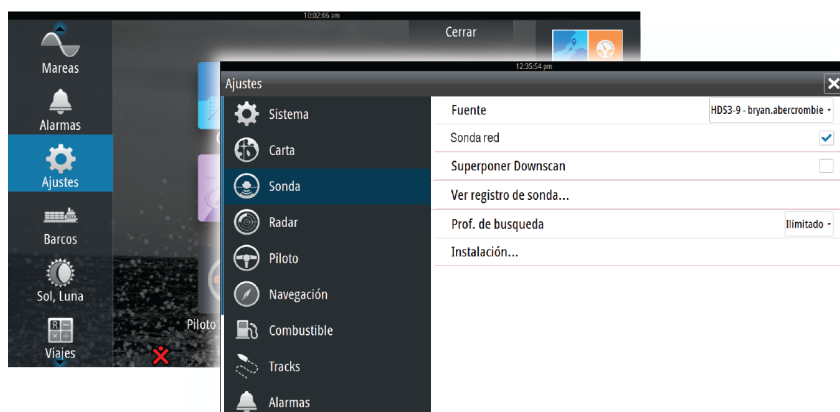 10:02:06 am
Cerrar
Mareas
Alarmas
Ajustes
Barcos
Sol, Luna
Viajes
Piloto
12:35:54 pm
Ajustes
Sistema
Carta
Sonda
Radar
Piloto
Navegación
Combustible
Tracks
Alarmas
Fuente
HDS3-9 - bryan.abercrombie
Sonda red
Superponer Downscan
Ver registro de sonda...
Prof. de busqueda
Ilimitado
Instalación...